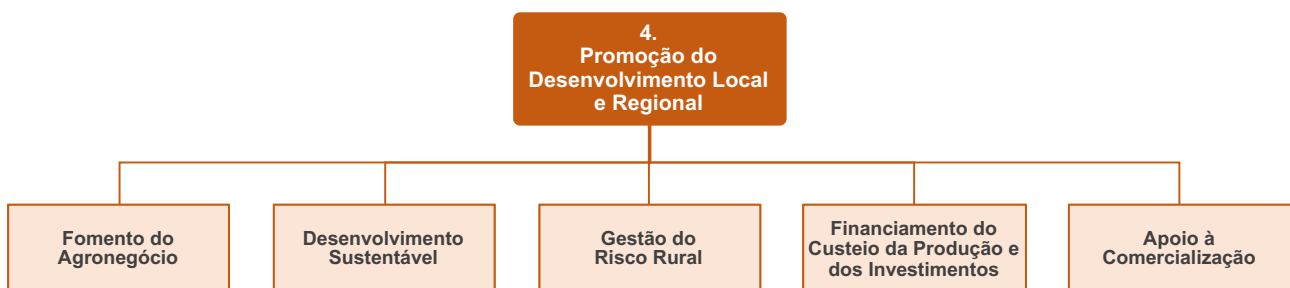 4.
Promoção do
Desenvolvimento Local
e Regional
Fomento do
Agronegócio
Desenvolvimento
Sustentável
Gestão do
Risco Rural
Financiamento do
Custeio da Produção e
dos Investimentos
Apoio à
Comercialização